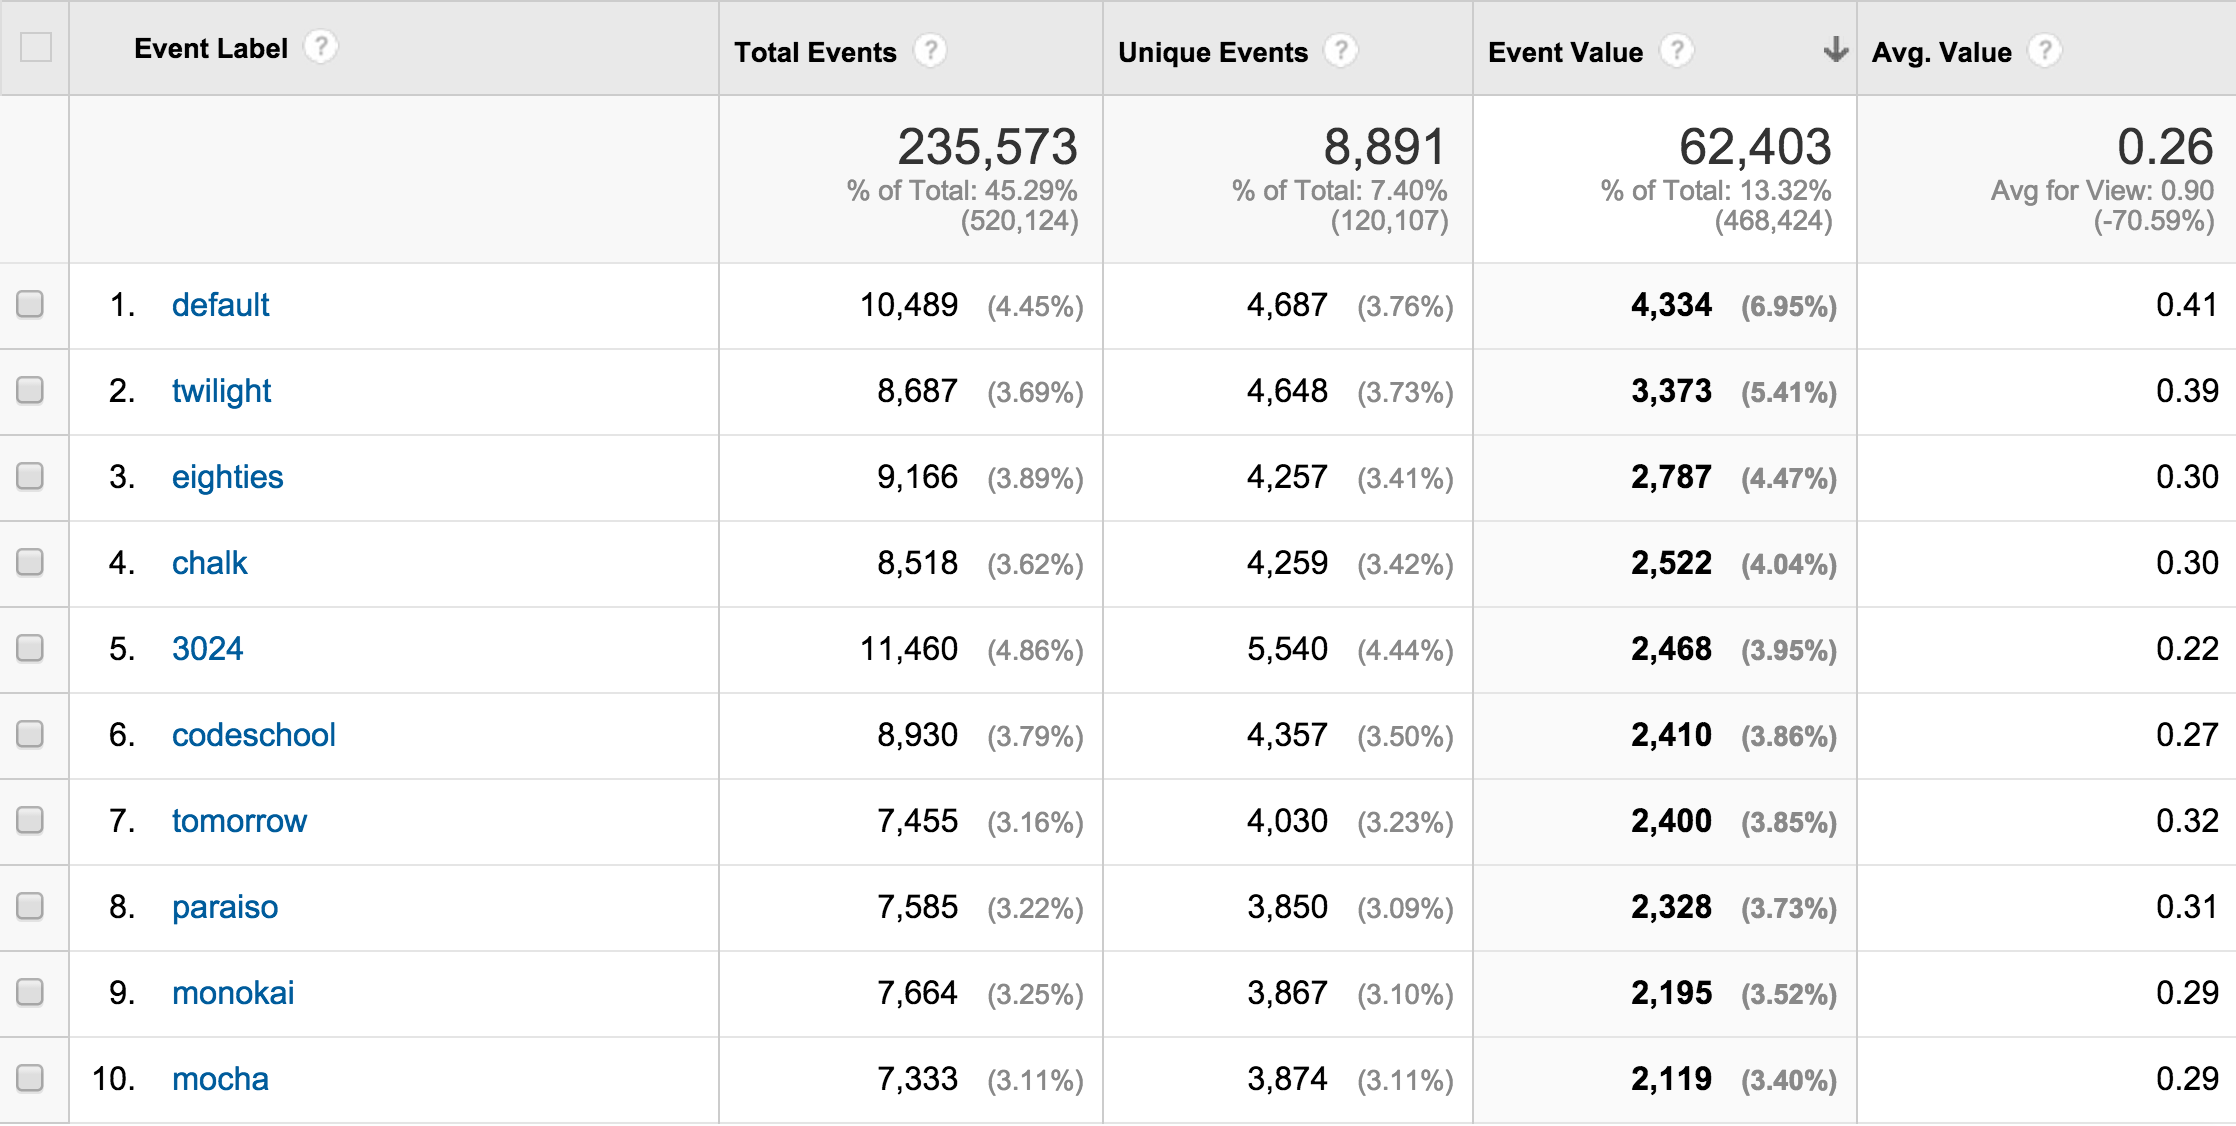 Event Label ? Total Events ? Unique Events ? Event Value ? Avg. Value ?
235,573 8,891 62,403 0.26
% of Total: 45.29% % of Total: 7.40% % of Total: 13.32% Avg for View: 0.90
(520,124) (120,107) (468,424) (-70.59%)
1. default 10,489 (4.45%) 4,687 (3.76%) 4,334 (6.95%) 0.41
2. twilight 8,687 (3.69%) 4,648 (3.73%) 3,373 (5.41%) 0.39
3. eighties 9,166 (3.89%) 4,257 (3.41%) 2,787 (4.47%) 0.30
4. chalk 8,518 (3.62%) 4,259 (3.42%) 2,522 (4.04%) 0.30
5. 3024 11,460 (4.86%) 5,540 (4.44%) 2,468 (3.95%) 0.22
6. codeschool 8,930 (3.79%) 4,357 (3.50%) 2,410 (3.86%) 0.27
7. tomorrow 7,455 (3.16%) 4,030 (3.23%) 2,400 (3.85%) 0.32
8. paraiso 7,585 (3.22%) 3,850 (3.09%) 2,328 (3.73%) 0.31
9. monokai 7,664 (3.25%) 3,867 (3.10%) 2,195 (3.52%) 0.29
10. mocha 7,333 (3.11%) 3,874 (3.11%) 2,119 (3.40%) 0.29